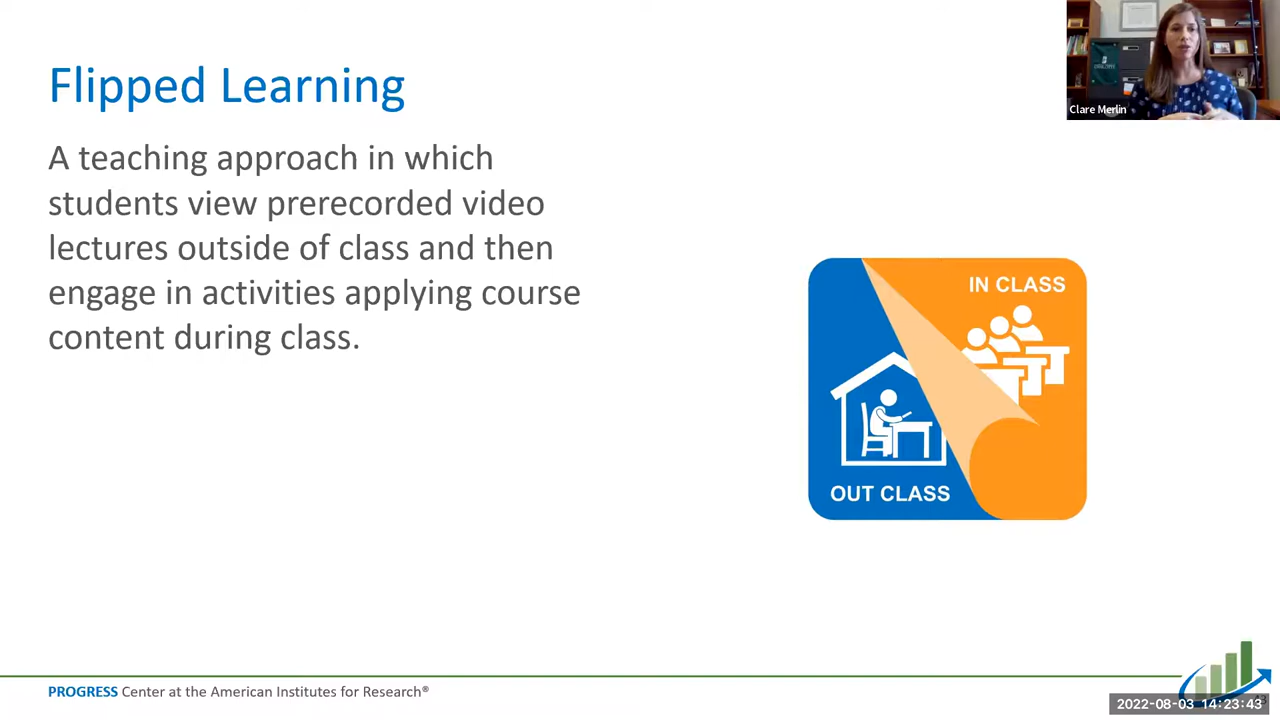 Flipped Learning
A teaching approach in which
students view prerecorded video
lectures outside of class and then
engage in activities applying course
content during class.
Clare Merlin
IN CLASS
OUT CLASS
PROGRESS Center at the American Institutes for Research®
2022-08-03 14:23:43